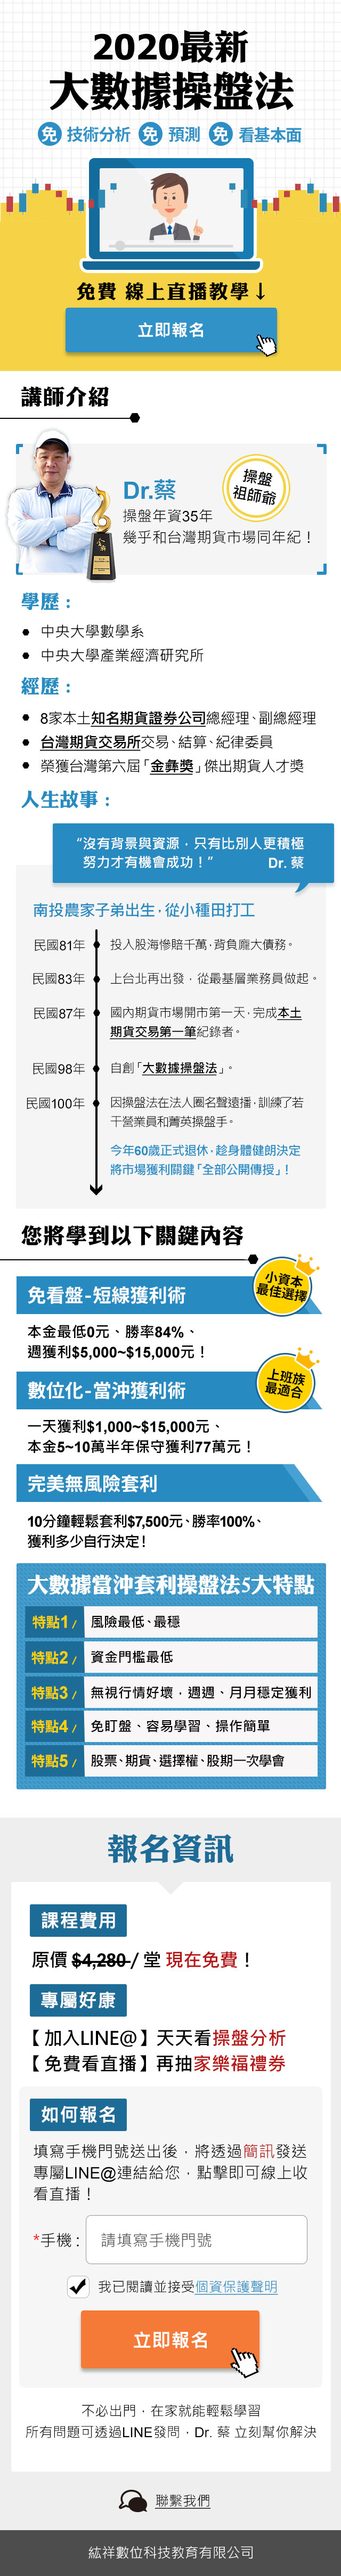 2020最新
大數據操盤法
免 技術分析 免 預測 免 看基本面
免費 線上直播教學↓
立即報名
講師介紹
Dr.蔡
操盤
祖師爺
操盤年資35年
幾乎和台灣期貨市場同年紀！
學歷：
中央大學數學系
中央大學產業經濟研究所
經歷：
8家本土知名期貨證券公司總經理、副總經理
台灣期貨交易所交易、結算、紀律委員
榮獲台灣第六屆「金彝獎」傑出期貨人才獎
人生故事：
“沒有背景與資源，只有比別人更積極
努力才有機會成功！” Dr. 蔡
南投農家子弟出生，從小種田打工
民國81年 投入股海慘賠千萬，背負龐大債務。
民國83年 上台北再出發，從最基層業務員做起。
民國87年 國內期貨市場開市第一天，完成本土
期貨交易第一筆紀錄者。
民國98年 自創「大數據操盤法」。
民國100年 因操盤法在法人圈名聲遠播，訓練了若
干營業員和菁英操盤手。
今年60歲正式退休，趁身體健朗決定
將市場獲利關鍵「全部公開傳授」！
您將學到以下關鍵內容
免看盤-短線獲利術
小資本
最佳選擇
本金最低0元、勝率84%、
週獲利$5,000~$15,000元！
數位化-當沖獲利術
上班族
最適合
一天獲利$1,000~$15,000元、
本金5~10萬半年保守獲利77萬元！
完美無風險套利
10分鐘輕鬆套利$7,500元、勝率100%、
獲利多少自行決定！
大數據當沖套利操盤法5大特點
特點1/ 風險最低、最穩
特點2/ 資金門檻最低
特點3/ 無視行情好壞，週週、月月穩定獲利
特點4/ 免盯盤、容易學習、操作簡單
特點5/ 股票、期貨、選擇權、股期一次學會
報名資訊
課程費用
原價 $4,280 / 堂 現在免費！
專屬好康
【加入LINE@】天天看操盤分析
【免費看直播】再抽家樂福禮券
如何報名
填寫手機門號送出後，將透過簡訊發送
專屬LINE@連結給您，點擊即可線上收
看直播！
*手機： 請填寫手機門號
我已閱讀並接受個資保護聲明
立即報名
不必出門，在家就能輕鬆學習
所有問題可透過LINE發問，Dr. 蔡 立刻幫你解決
聯繫我們
紘祥數位科技教育有限公司